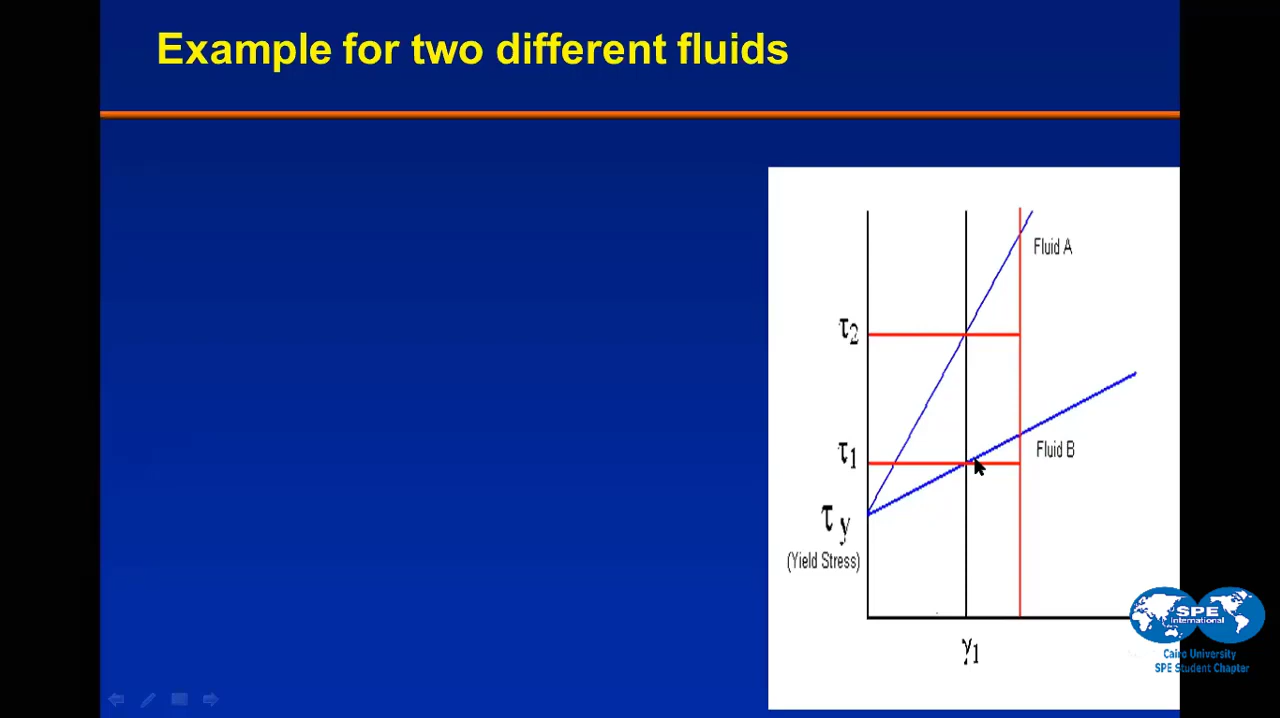 Example for two different fluids
Fluid A
τ2
τ1
Fluid B
τy
(Yield Stress)
γ1
SPE
International
Cairo University
SPE Student Chapter